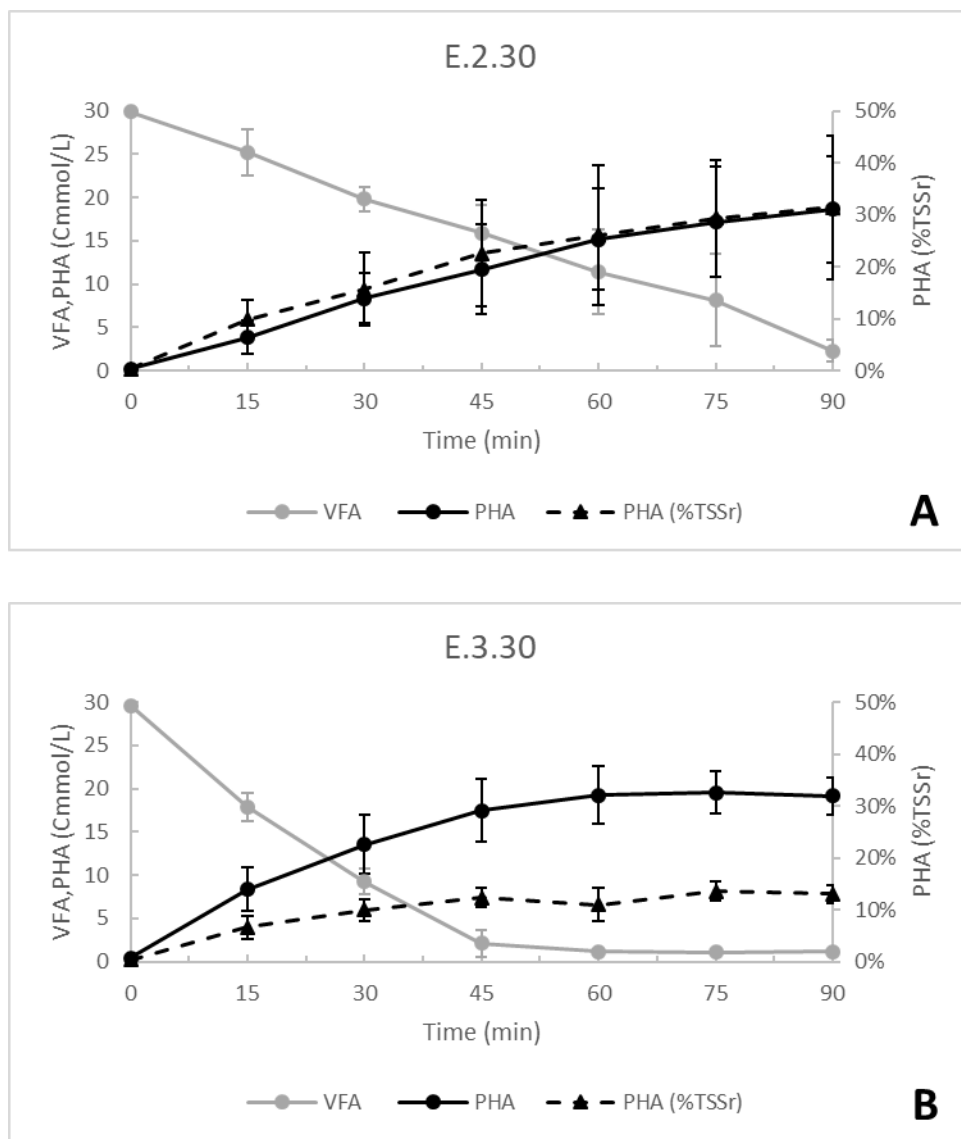 E.2.30
30
25
20
15
10
5
0
VFA,PHA (Cmmol/L)
50%
40%
30%
20%
10%
0%
PHA (%TSSr)
0 15 30 45 60 75 90
Time (min)
VFA PHA PHA (%TSSr)
A
E.3.30
30
25
20
15
10
5
0
VFA,PHA (Cmmol/L)
50%
40%
30%
20%
10%
0%
PHA (%TSSr)
0 15 30 45 60 75 90
Time (min)
VFA PHA PHA (%TSSr)
B